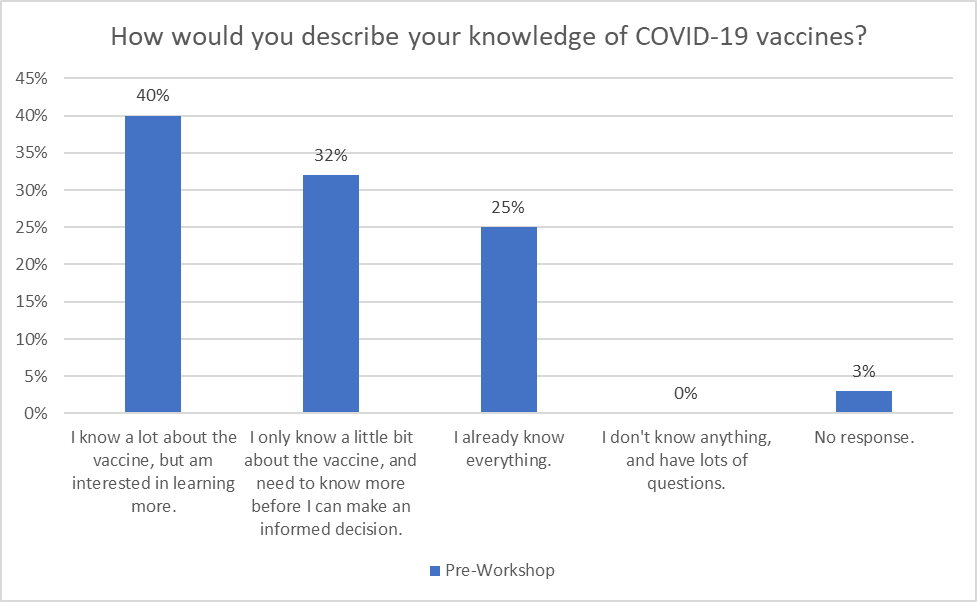 How would you describe your knowledge of COVID-19 vaccines?
45%
40%
35%
30%
25%
20%
15%
10%
5%
0%
40%
32%
25%
0%
3%
I know a lot about the
vaccine, but am
interested in learning
more.
I only know a little bit
about the vaccine, and
need to know more
before I can make an
informed decision.
I already know
everything.
I don't know anything,
and have lots of
questions.
No response.
Pre-Workshop